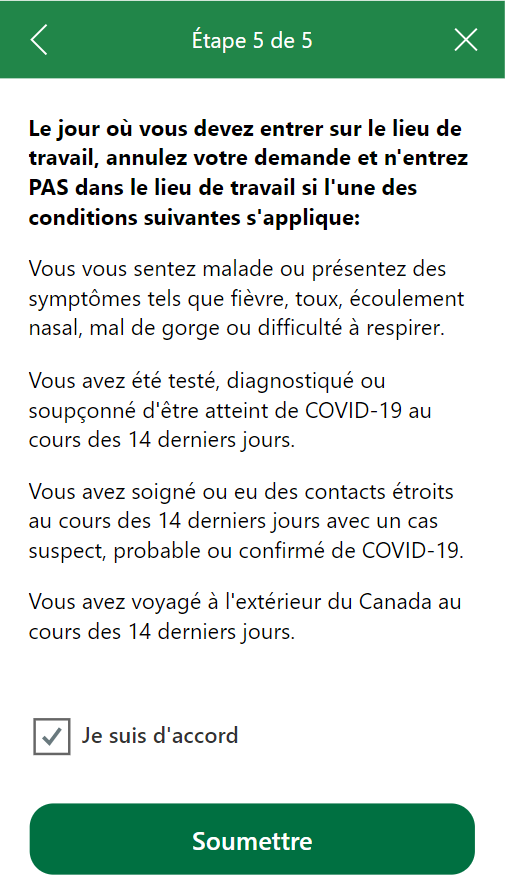 Étape 5 de 5
Le jour où vous devez entrer sur le lieu de
travail, annulez votre demande et n'entrez
PAS dans le lieu de travail si l'une des
conditions suivantes s'applique:
Vous vous sentez malade ou présentez des
symptômes tels que fièvre, toux, écoulement
nasal, mal de gorge ou difficulté à respirer.
Vous avez été testé, diagnostiqué ou
soupçonné d'être atteint de COVID-19 au
cours des 14 derniers jours.
Vous avez soigné ou eu des contacts étroits
au cours des 14 derniers jours avec un cas
suspect, probable ou confirmé de COVID-19.
Vous avez voyagé à l'extérieur du Canada au
cours des 14 derniers jours.
Je suis d'accord
Soumettre